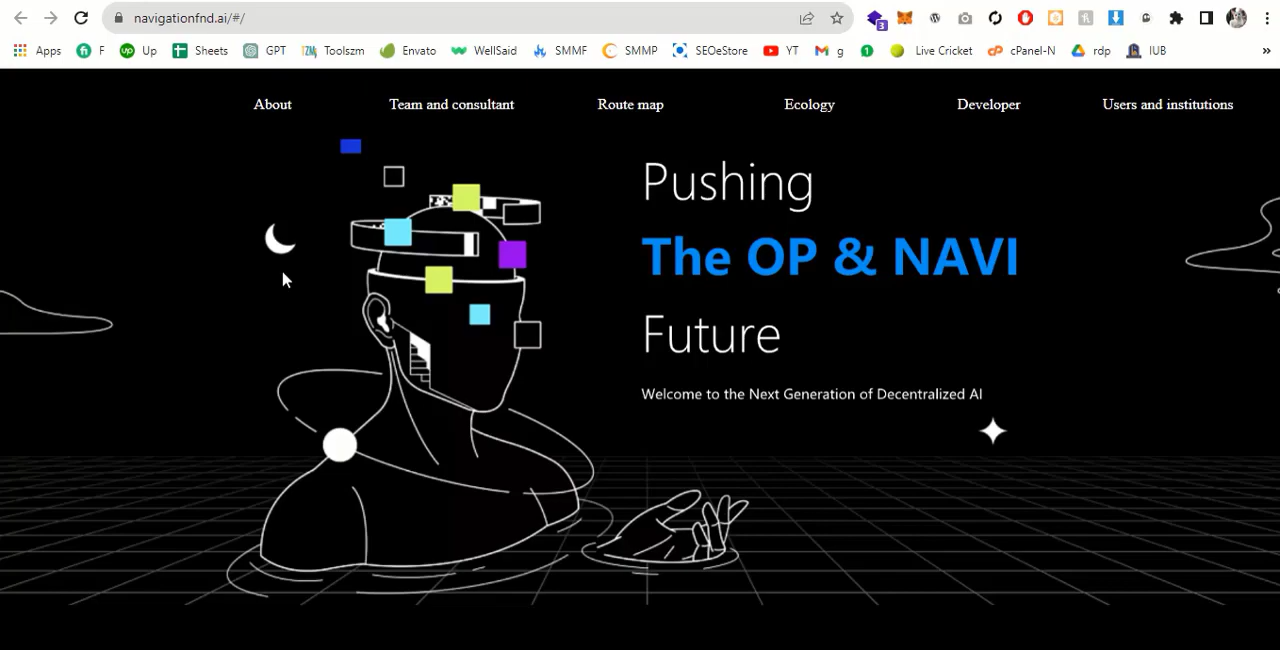 navigationfnd.ai/#/
3
Apps F Up Sheets GPT Toolszm Envato WellSaid SMMF SMMP SEOeStore YT g 1 Live Cricket cPanel-N rdp IUB »
About Team and consultant Route map Ecology Developer Users and institutions
Pushing
The OP & NAVI
Future
Welcome to the Next Generation of Decentralized AI